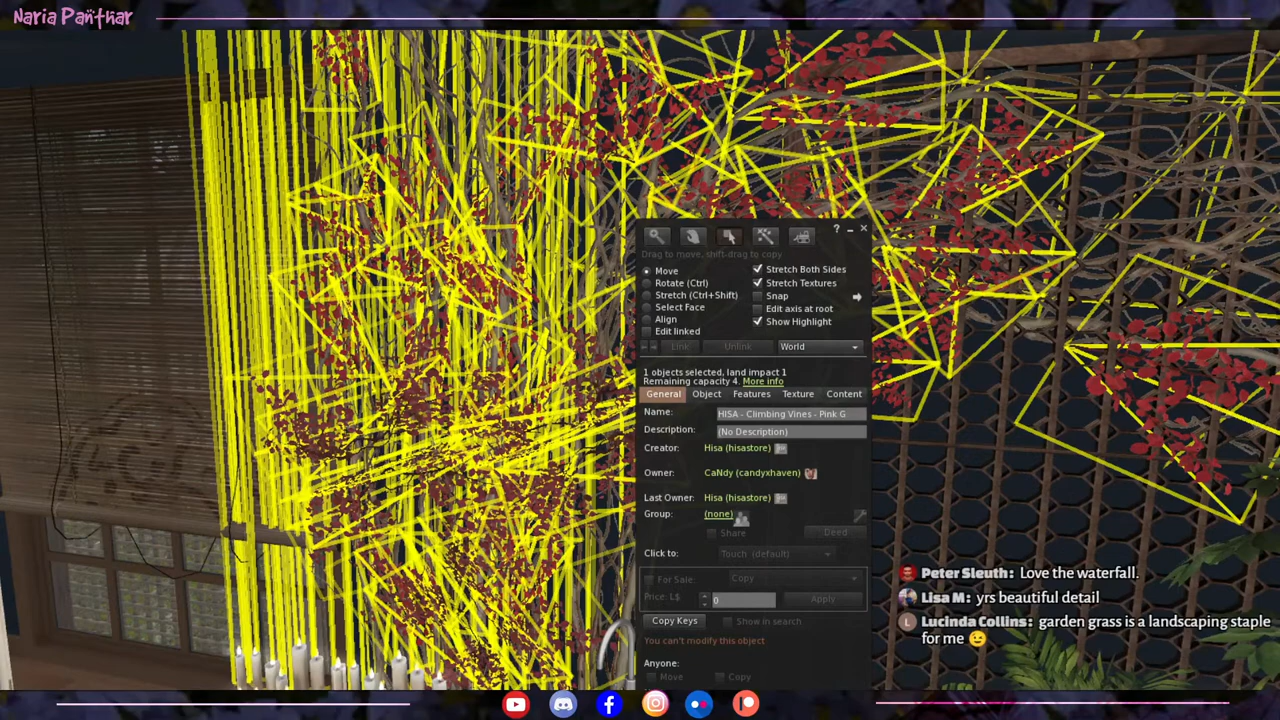 Naria Panthar
?
Drag to move, shift-drag to copy
Move
Rotate (Ctrl)
Stretch (Ctrl+Shift)
Select Face
Align
Edit linked
Stretch Both Sides
Stretch Textures
Snap
Edit axis at root
Show Highlight
Link
Unlink
World
1 objects selected, land impact 1
Remaining capacity 4. More info
General Object Features Texture Content
Name: HISA - Climbing Vines - Pink G
Description: (No Description)
Creator: Hisa (hisastore)
Owner: CaNdy (candyxhaven)
Last Owner: Hisa (hisastore)
Group: (none)
Share
Deed
Click to: Touch (default)
For Sale: Copy
Price: L$ 0 Apply
Copy Keys Show in search
You can't modify this object
Anyone:
Move Copy
Peter Sleuth: Love the waterfall.
Lisa M: yrs beautiful detail
L Lucinda Collins: garden grass is a landscaping staple
for me 😉